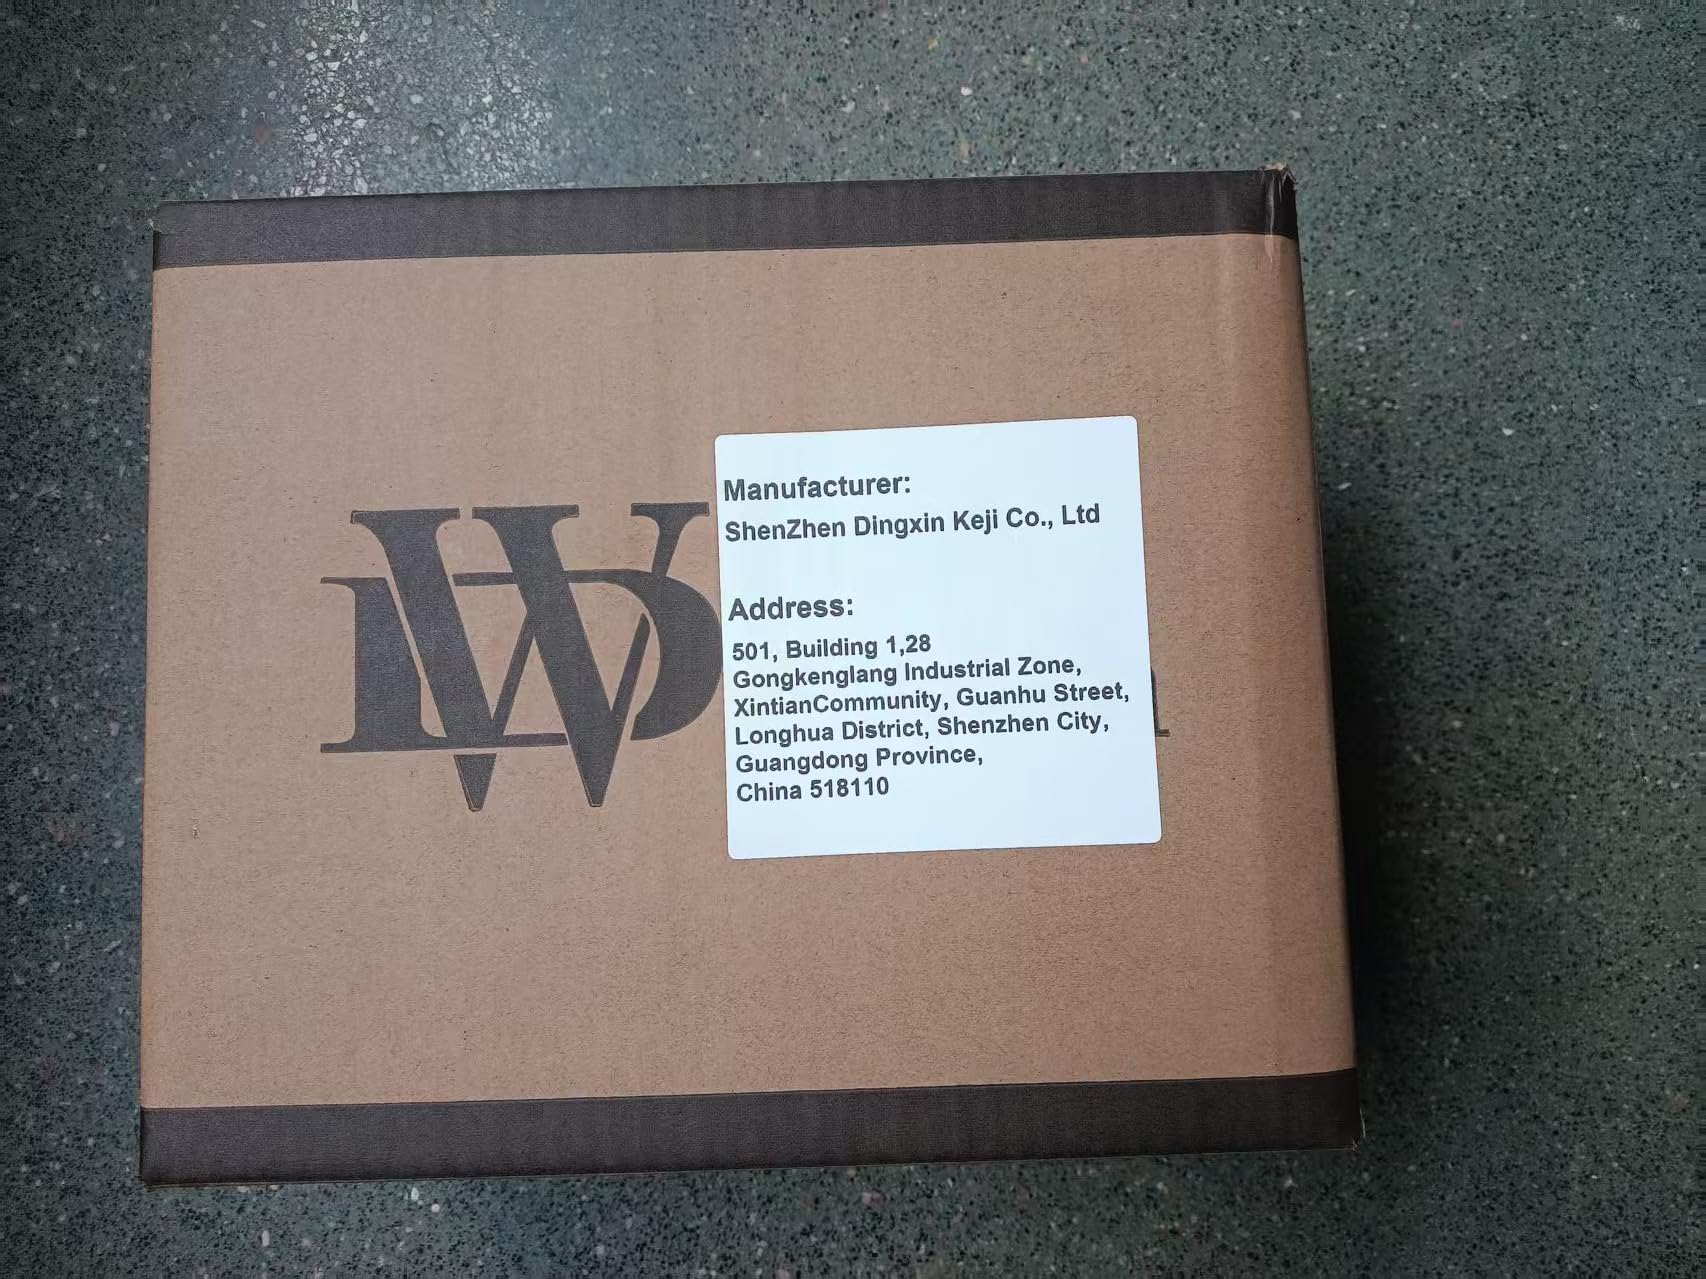 WD
Manufacturer:
ShenZhen Dingxin Keji Co., Ltd
Address:
501, Building 1,28
Gongkenglang Industrial Zone,
XintianCommunity, Guanhu Street,
Longhua District, Shenzhen City,
Guangdong Province,
China 518110